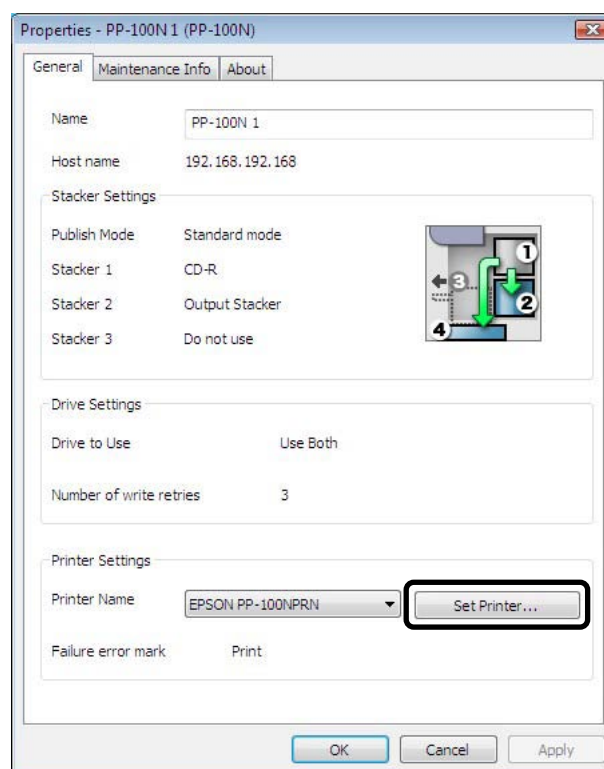 Properties - PP-100N 1 (PP-100N)
General Maintenance Info About
Name PP-100N 1
Host name 192.168.192.168
Stacker Settings
Publish Mode Standard mode
Stacker 1 CD-R
Stacker 2 Output Stacker
Stacker 3 Do not use
1
3
2
4
Drive Settings
Drive to Use Use Both
Number of write retries 3
Printer Settings
Printer Name EPSON PP-100NPRN Set Printer...
Failure error mark Print
OK Cancel Apply